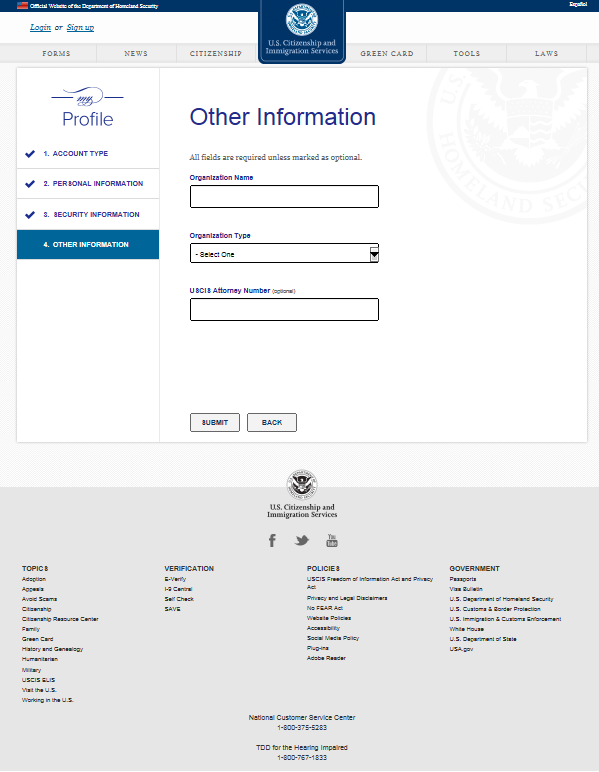 Official Website of the Department of Homeland Security
Español
Login or Sign up
U.S. Citizenship and
Immigration Services
FORMS
NEWS
CITIZENSHIP
GREEN CARD
TOOLS
LAWS
my
Profile
1. ACCOUNT TYPE
2. PERSONAL INFORMATION
3. SECURITY INFORMATION
4. OTHER INFORMATION
U.S.
HOMELAND SEC
Other Information
All fields are required unless marked as optional.
Organization Name
Organization Type
- Select One
USCIS Attorney Number (optional)
SUBMIT
BACK
U.S. Citizenship and
Immigration Services
You
Tube
TOPICS
Adoption
Appeals
Avoid Scams
Citizenship
Citizenship Resource Center
Family
Green Card
History and Genealogy
Humanitarian
Military
USCIS ELIS
Visit the U.S.
Working in the U.S.
VERIFICATION
E-Verify
I-9 Central
Self Check
SAVE
POLICIES
USCIS Freedom of Information Act and Privacy
Act
Privacy and Legal Disclaimers
No FEAR Act
Website Policies
Accessibility
Social Media Policy
Plug-ins
Adobe Reader
GOVERNMENT
Passports
Visa Bulletin
U.S. Department of Homeland Security
U.S. Customs & Border Protection
U.S. Immigration & Customs Enforcement
White House
U.S. Department of State
USA.gov
National Customer Service Center
1-800-375-5283
TDD for the Hearing Impaired
1-800-767-1833